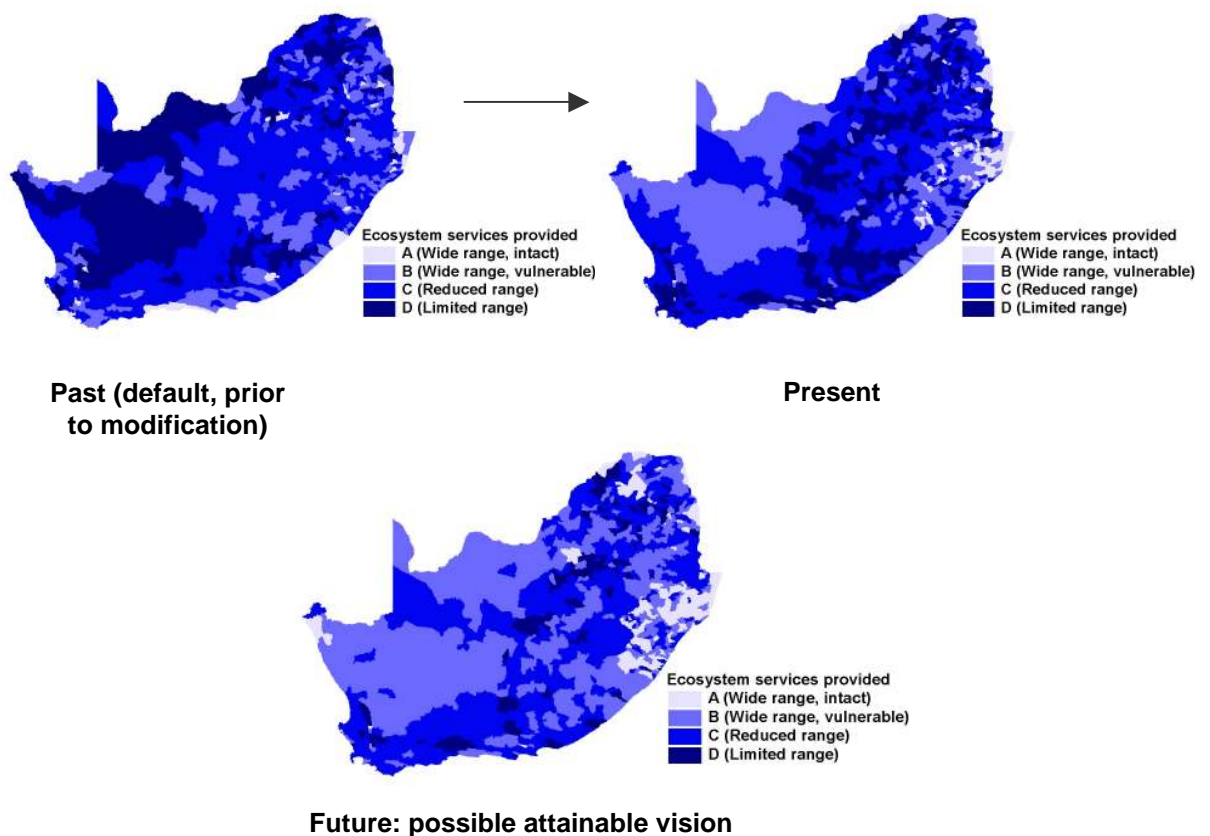 Ecosystem services provided
A (Wide range, intact)
B (Wide range, vulnerable)
C (Reduced range)
D (Limited range)
Ecosystem services provided
A (Wide range, intact)
B (Wide range, vulnerable)
C (Reduced range)
D (Limited range)
Past (default, prior
to modification)
Present
Ecosystem services provided
A (Wide range, intact)
B (Wide range, vulnerable)
C (Reduced range)
D (Limited range)
Future: possible attainable vision